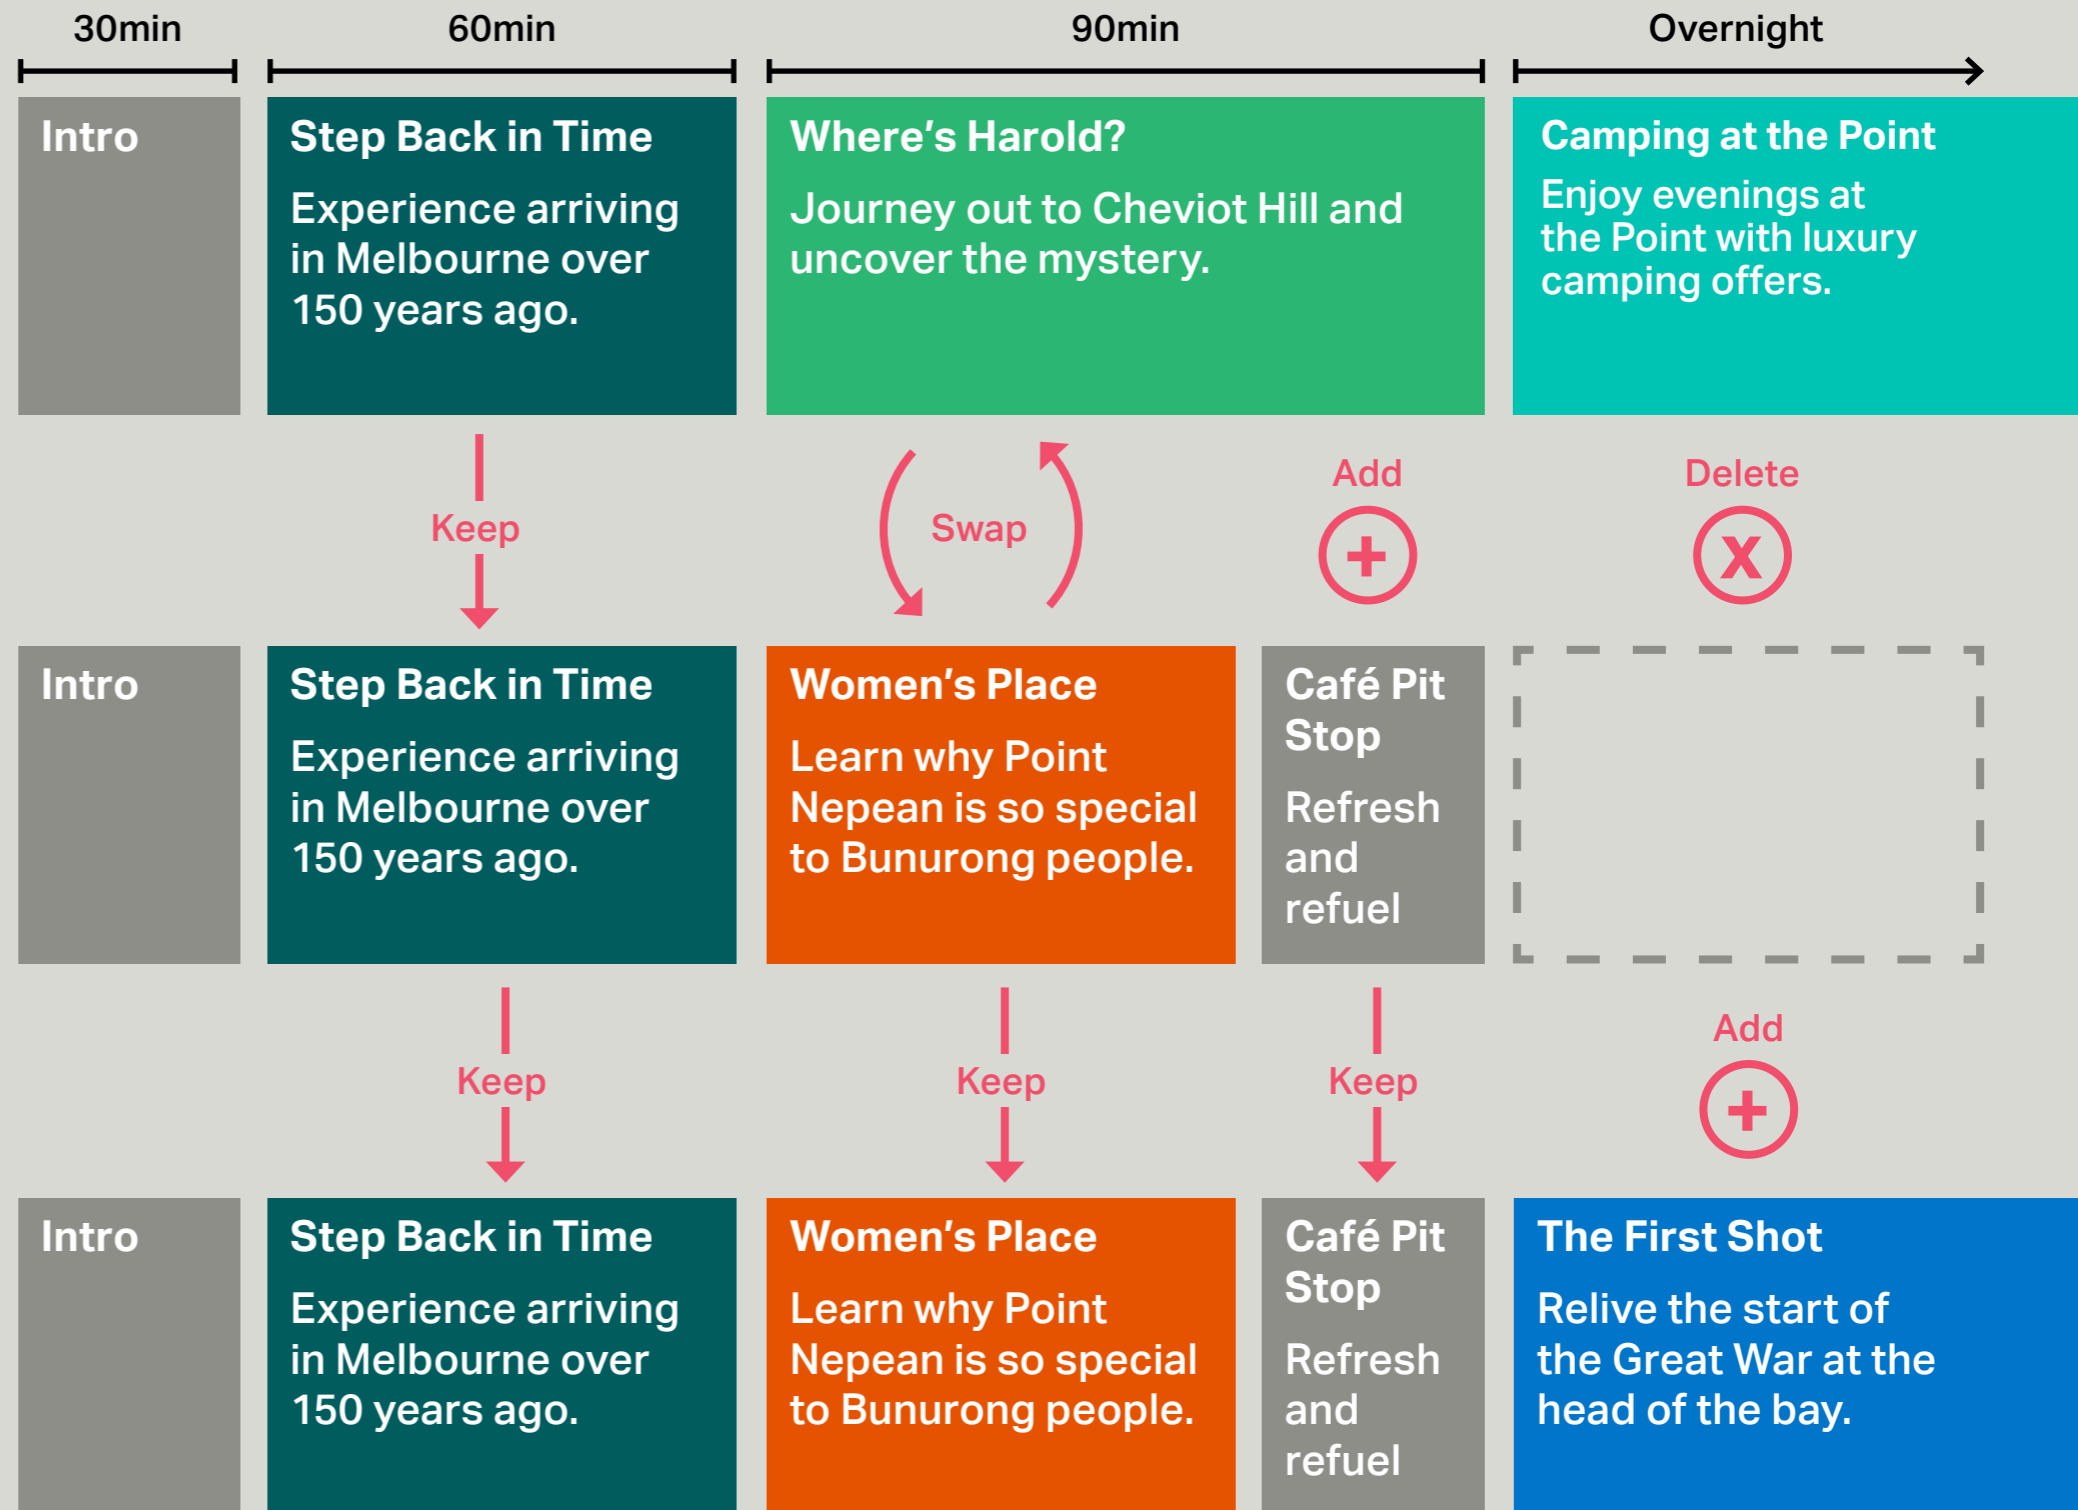 30min
60min
90min
Overnight
Intro
Step Back in Time
Experience arriving
in Melbourne over
150 years ago.
Where's Harold?
Journey out to Cheviot Hill and
uncover the mystery.
Camping at the Point
Enjoy evenings at
the Point with luxury
camping offers.
Keep
Swap
Add
+
Delete
X
Intro
Step Back in Time
Experience arriving
in Melbourne over
150 years ago.
Women's Place
Learn why Point
Nepean is so special
to Bunurong people.
Café Pit
Stop
Refresh
and
refuel
Keep
Keep
Keep
Add
+
Intro
Step Back in Time
Experience arriving
in Melbourne over
150 years ago.
Women's Place
Learn why Point
Nepean is so special
to Bunurong people.
Café Pit
Stop
Refresh
and
refuel
The First Shot
Relive the start of
the Great War at the
head of the bay.